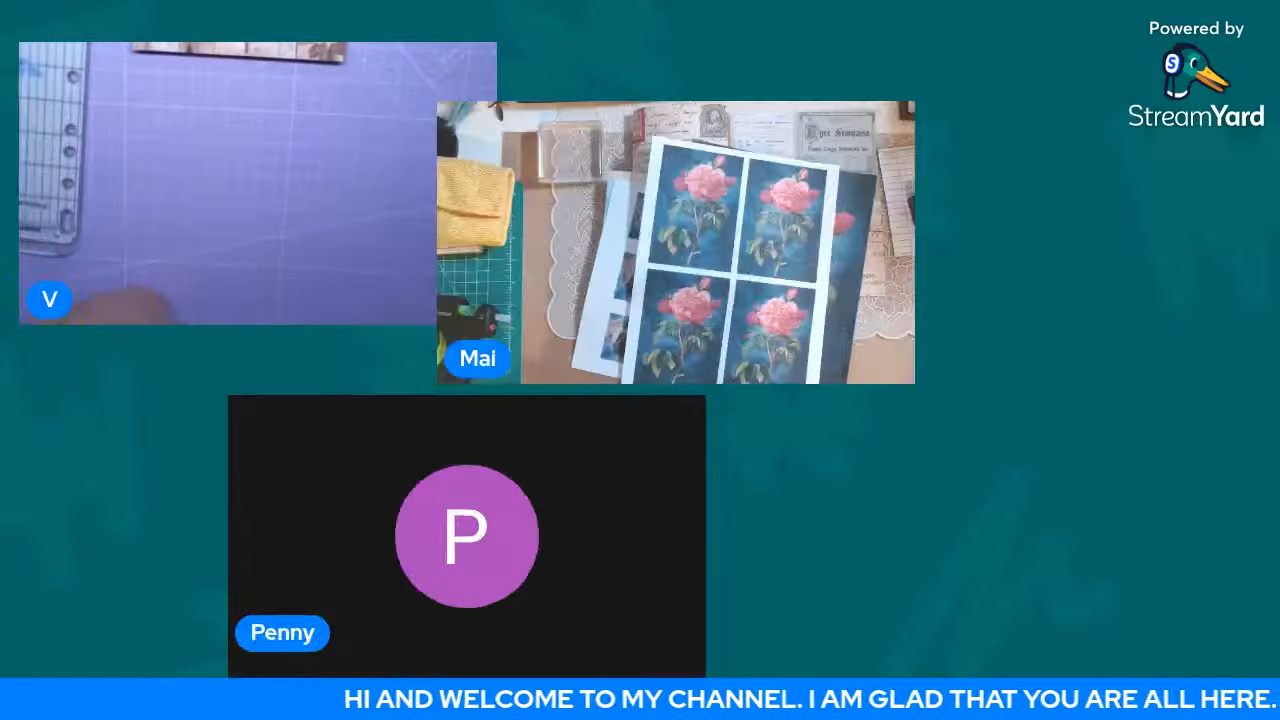 Powered by
S
StreamYard
V
Mai
P
Penny
HI AND WELCOME TO MY CHANNEL. I AM GLAD THAT YOU ARE ALL HERE.